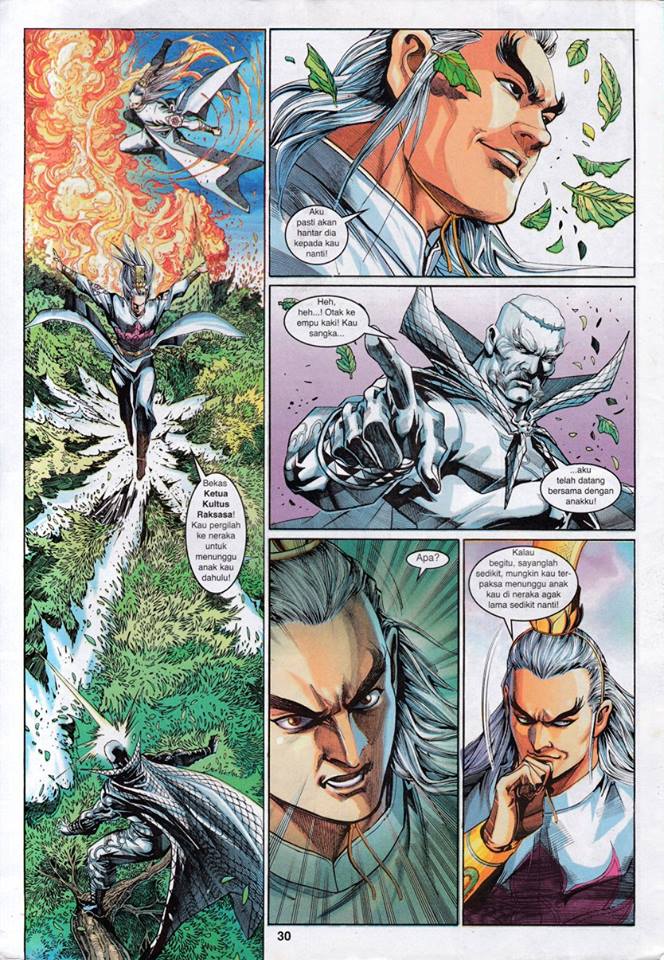 Bekas
Ketua
Kultus
Raksasa!
Kau pergilah
ke neraka
untuk
menunggu
anak kau
dahulu!
Aku
pasti akan
hantar dia
kepada kau
nanti!
Heh,
heh...! Otak ke
empu kaki! Kau
sangka...
...aku
telah datang
bersama dengan
anakku!
Apa?
Kalau
begitu, sayanglah
sedikit, mungkin kau ter-
paksa menunggu anak
kau di neraka agak
lama sedikit nanti!
30